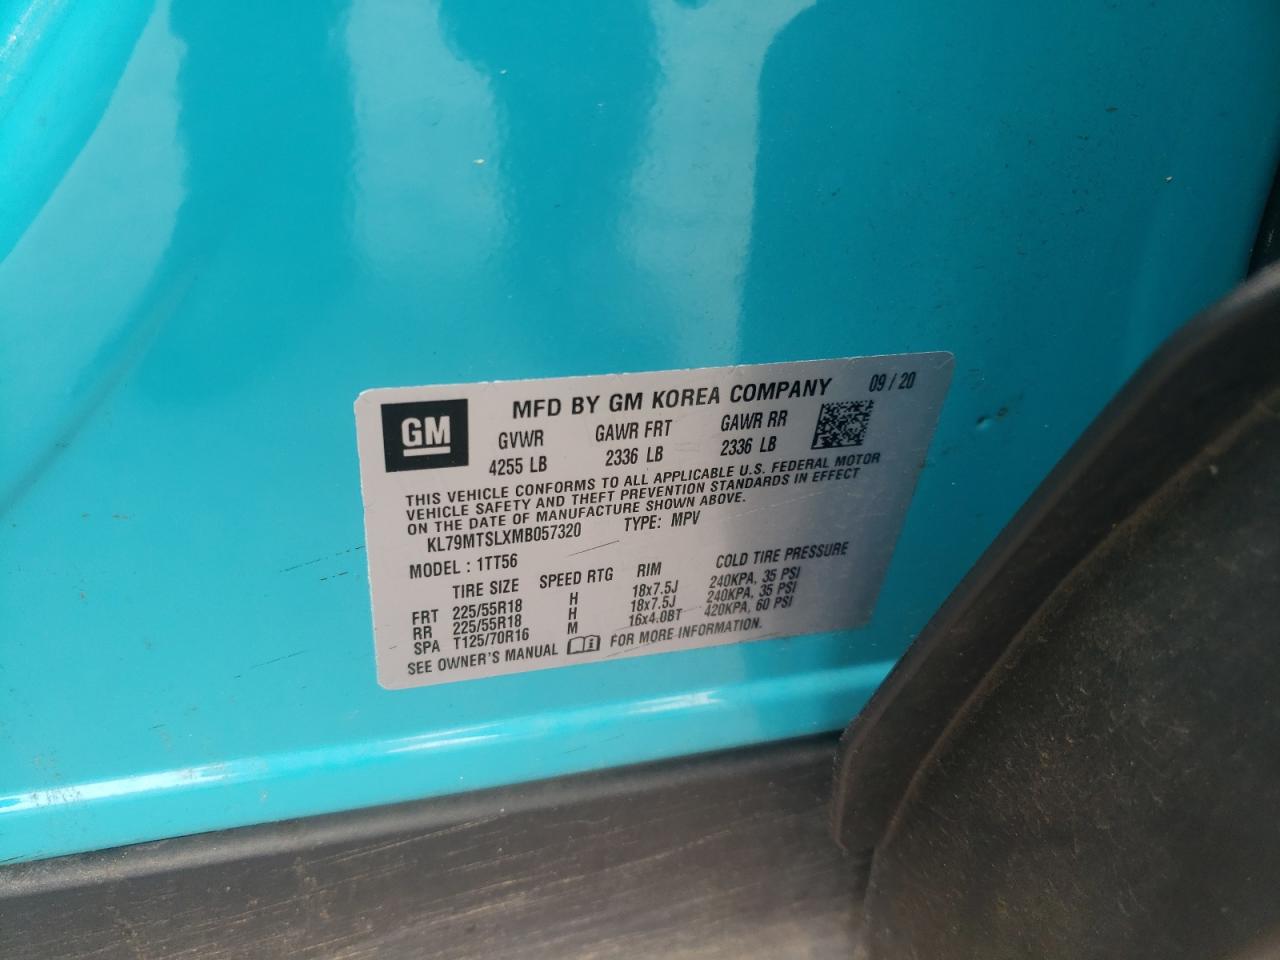 GM
MFD BY GM KOREA COMPANY 09 / 20
GVWR GAWR FRT GAWR RR
4255 LB 2336 LB 2336 LB
THIS VEHICLE CONFORMS TO ALL APPLICABLE U.S. FEDERAL MOTOR
VEHICLE SAFETY AND THEFT PREVENTION STANDARDS IN EFFECT
ON THE DATE OF MANUFACTURE SHOWN ABOVE.
KL79MTSLXMB057320 TYPE: MPV
MODEL : 1TT56
TIRE SIZE SPEED RTG RIM COLD TIRE PRESSURE
FRT 225/55R18 H 18x7.5J 240KPA, 35 PSI
RR 225/55R18 H 18x7.5J 240KPA, 35 PSI
SPA T125/70R16 M 16x4.0BT 420KPA, 60 PSI
SEE OWNER'S MANUAL FOR MORE INFORMATION.